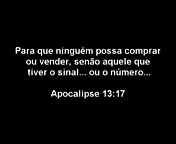 Para que ninguém possa comprar
ou vender, senão aquele que
tiver o sinal... ou o número...
Apocalipse 13:17